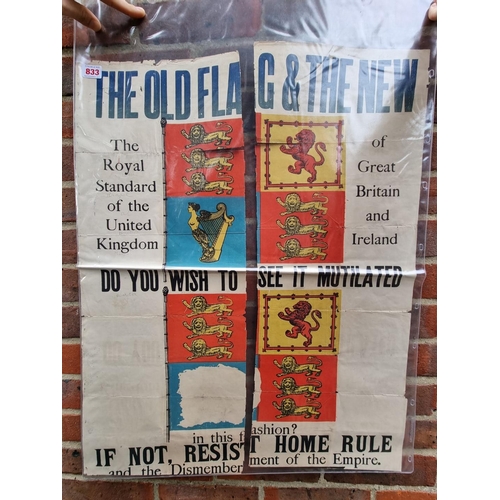 833
THE OLD FLAG & THE NEW
The
Royal
Standard
of the
United
Kingdom
of
Great
Britain
and
Ireland
DO YOU WISH TO SEE IT MUTILATED
in this fashion?
IF NOT, RESIST HOME RULE
and the Dismemberment of the Empire.